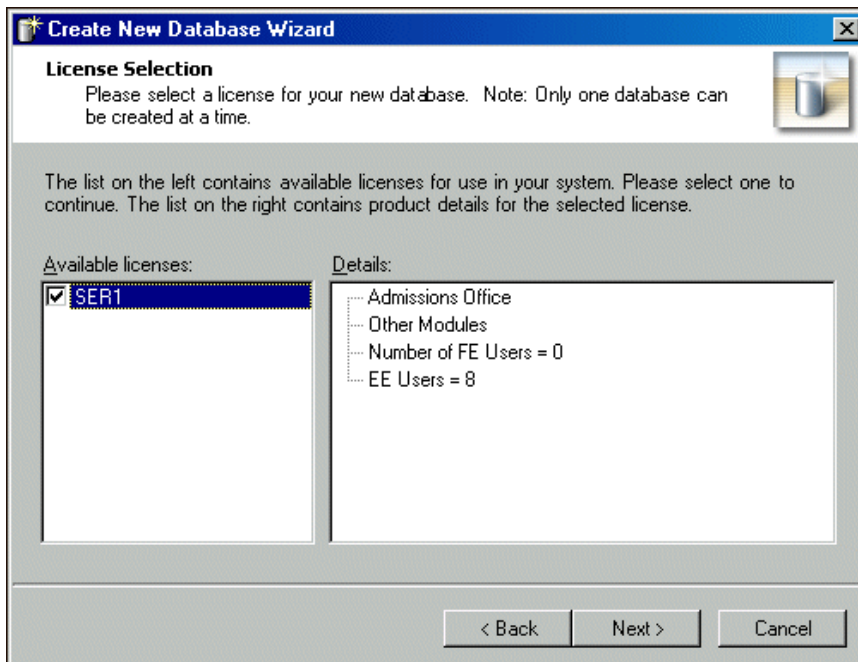 Create New Database Wizard
License Selection
Please select a license for your new database. Note: Only one database can
be created at a time.
The list on the left contains available licenses for use in your system. Please select one to
continue. The list on the right contains product details for the selected license.
Available licenses:
Details:
SER1
Admissions Office
Other Modules
Number of FE Users = 0
EE Users = 8
< Back
Next >
Cancel